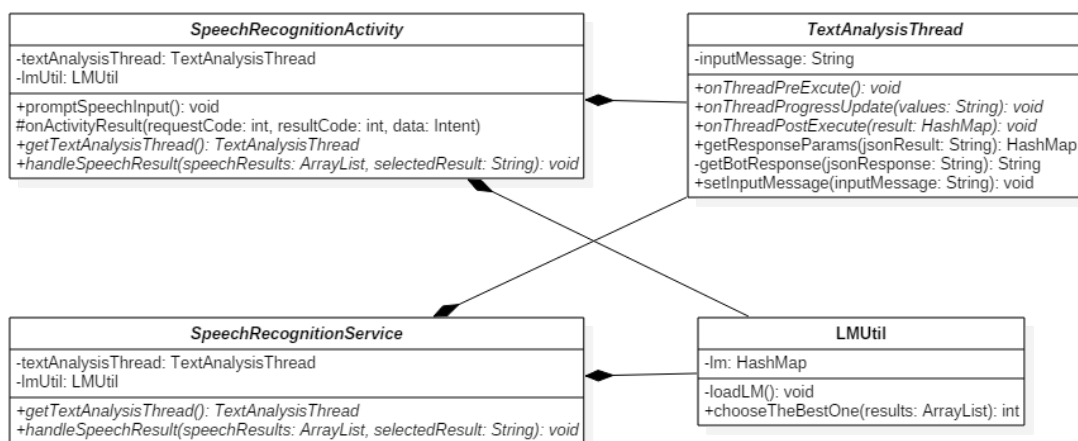 SpeechRecognitionActivity
-textAnalysisThread: TextAnalysisThread
-lmUtil: LMUtil
+promptSpeechInput(): void
#onActivityResult(requestCode: int, resultCode: int, data: Intent)
+getTextAnalysisThread(): TextAnalysisThread
+handleSpeechResult(speechResults: ArrayList, selectedResult: String): void
TextAnalysisThread
-inputMessage: String
+onThreadPreExcute(): void
+onThreadProgressUpdate(values: String): void
+onThreadPostExecute(result: HashMap): void
+getResponseParams(jsonResult: String): HashMap
-getBotResponse(jsonResponse: String): String
+setInputMessage(inputMessage: String): void
SpeechRecognitionService
-textAnalysisThread: TextAnalysisThread
-lmUtil: LMUtil
+getTextAnalysisThread(): TextAnalysisThread
+handleSpeechResult(speechResults: ArrayList, selectedResult: String): void
LMUtil
-lm: HashMap
-loadLM(): void
+chooseTheBestOne(results: ArrayList): int